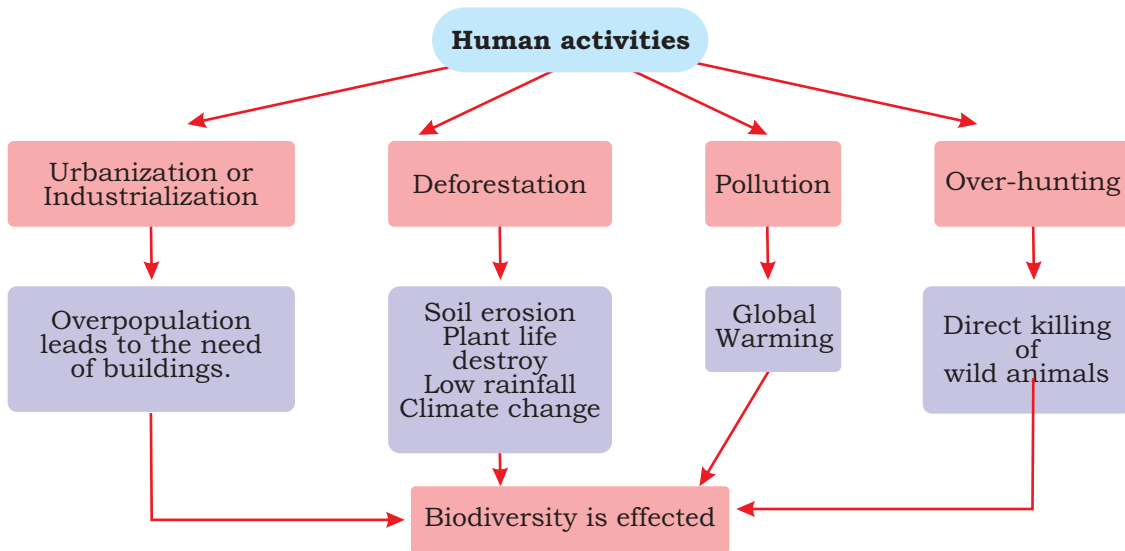 Human activities
Urbanization or
Industrialization
Deforestation
Pollution
Over-hunting
Overpopulation
leads to the need
of buildings.
Soil erosion
Plant life
destroy
Low rainfall
Climate change
Global
Warming
Direct killing
of
wild animals
Biodiversity is effected